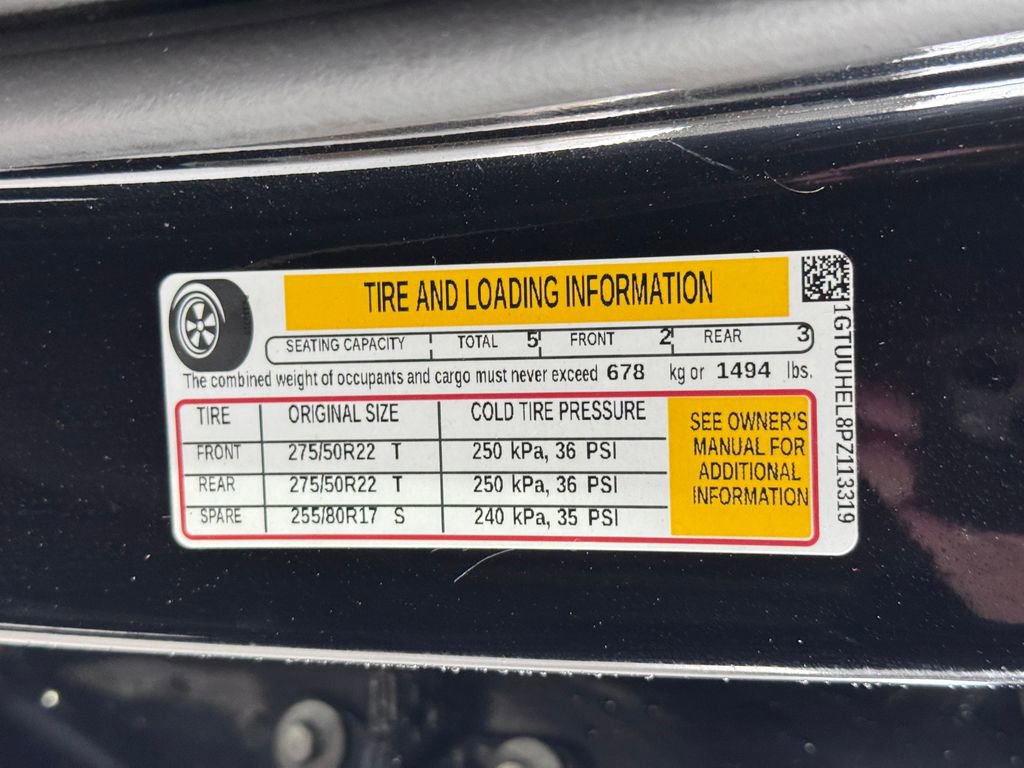 TIRE AND LOADING INFORMATION
SEATING CAPACITY TOTAL 5 FRONT 2 REAR 3
The combined weight of occupants and cargo must never exceed 678 kg or 1494 lbs.
TIRE ORIGINAL SIZE COLD TIRE PRESSURE
FRONT 275/50R22 T 250 kPa, 36 PSI
REAR 275/50R22 T 250 kPa, 36 PSI
SPARE 255/80R17 S 240 kPa, 35 PSI
SEE OWNER'S
MANUAL FOR
ADDITIONAL
INFORMATION
1GTUUHEL8PZ113319